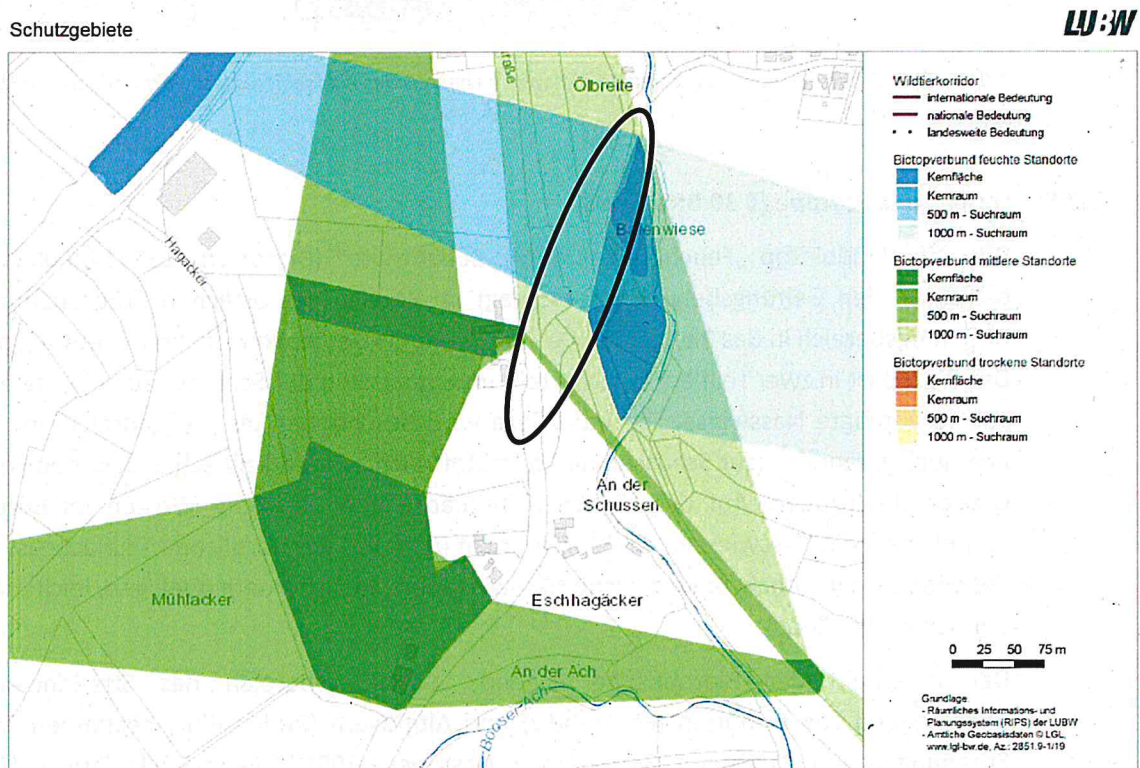 Schutzgebiete
LUBW
Ölbreite
Hagäcker
An der
Schussen
Mühlacker
Eschhagäcker
An der Ach
Booser Ach
Wildtierkorridor
internationale Bedeutung
nationale Bedeutung
landesweite Bedeutung
Biotopverbund feuchte Standorte
Kernfläche
Kernraum
500 m - Suchraum
1000 m - Suchraum
Biotopverbund mittlere Standorte
Kernfläche
Kernraum
500 m - Suchraum
1000 m - Suchraum
Biotopverbund trockene Standorte
Kernfläche
Kernraum
500 m - Suchraum
1000 m - Suchraum
0 25 50 75 m
Grundlage:
- Räumliches Informations- und
Planungssystem (RIPS) der LUBW
- Amtliche Geobasisdaten © LGL,
www.lgl-bw.de, Az.: 2851.9-1/19